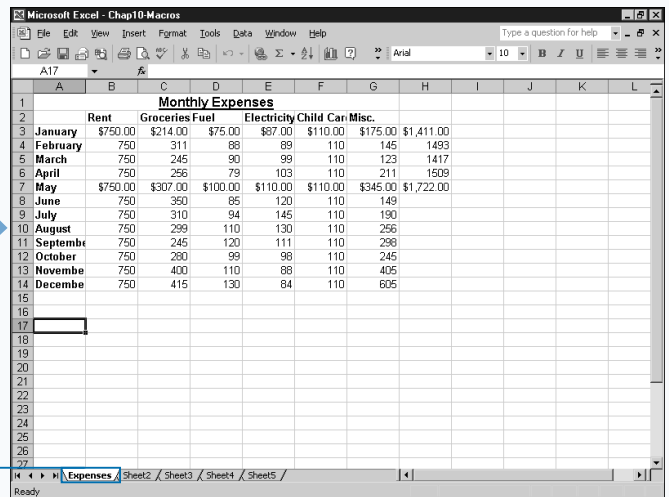 Microsoft Excel - Chap10-Macros
File Edit View Insert Format Tools Data Window Help Type a question for help
Arial 10 B I U
A17 fx
A B C D E F G H I J K L
1 Monthly Expenses
2 Rent Groceries Fuel Electricity Child Car Misc.
3 January $750.00 $214.00 $75.00 $87.00 $110.00 $175.00 $1,411.00
4 February 750 311 88 89 110 145 1493
5 March 750 245 90 99 110 123 1417
6 April 750 256 79 103 110 211 1509
7 May $750.00 $307.00 $100.00 $110.00 $110.00 $345.00 $1,722.00
8 June 750 350 85 120 110 149
9 July 750 310 94 145 110 190
10 August 750 299 110 130 110 256
11 Septembe 750 245 120 111 110 298
12 October 750 280 99 98 110 245
13 Novembe 750 400 110 88 110 405
14 Decembe 750 415 130 84 110 605
15
16
17
18
19
20
21
22
23
24
25
26
27
Expenses Sheet2 Sheet3 Sheet4 Sheet5
Ready